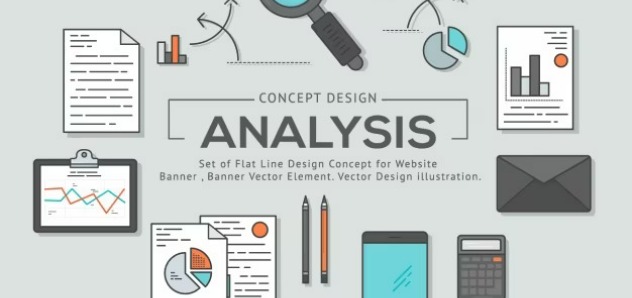 CONCEPT DESIGN
ANALYSIS
Set of Flat Line Design Concept for Website
Banner , Banner Vector Element. Vector Design illustration.